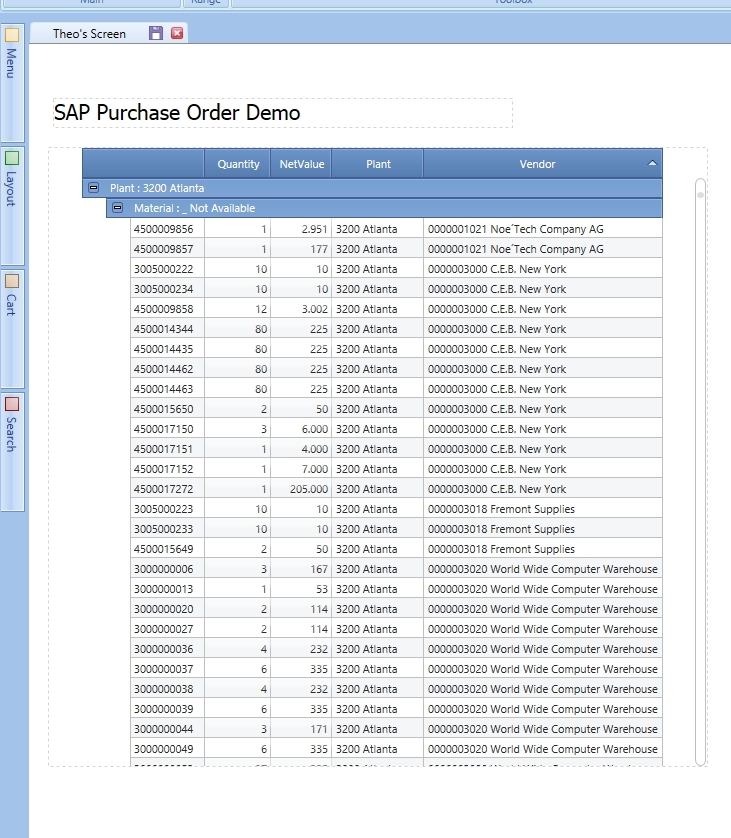 Main Range Toolbox
Theo's Screen
Menu
Layout
Cart
Search
SAP Purchase Order Demo
Quantity NetValue Plant Vendor
Plant : 3200 Atlanta
Material : _ Not Available
4500009856 1 2.951 3200 Atlanta 0000001021 Noe´Tech Company AG
4500009857 1 177 3200 Atlanta 0000001021 Noe´Tech Company AG
3005000222 10 10 3200 Atlanta 0000003000 C.E.B. New York
3005000234 10 10 3200 Atlanta 0000003000 C.E.B. New York
4500009858 12 3.002 3200 Atlanta 0000003000 C.E.B. New York
4500014344 80 225 3200 Atlanta 0000003000 C.E.B. New York
4500014435 80 225 3200 Atlanta 0000003000 C.E.B. New York
4500014462 80 225 3200 Atlanta 0000003000 C.E.B. New York
4500014463 80 225 3200 Atlanta 0000003000 C.E.B. New York
4500015650 2 50 3200 Atlanta 0000003000 C.E.B. New York
4500017150 3 6.000 3200 Atlanta 0000003000 C.E.B. New York
4500017151 1 4.000 3200 Atlanta 0000003000 C.E.B. New York
4500017152 1 7.000 3200 Atlanta 0000003000 C.E.B. New York
4500017272 1 205.000 3200 Atlanta 0000003000 C.E.B. New York
3005000223 10 10 3200 Atlanta 0000003018 Fremont Supplies
3005000233 10 10 3200 Atlanta 0000003018 Fremont Supplies
4500015649 2 50 3200 Atlanta 0000003018 Fremont Supplies
3000000006 3 167 3200 Atlanta 0000003020 World Wide Computer Warehouse
3000000013 1 53 3200 Atlanta 0000003020 World Wide Computer Warehouse
3000000020 2 114 3200 Atlanta 0000003020 World Wide Computer Warehouse
3000000027 2 114 3200 Atlanta 0000003020 World Wide Computer Warehouse
3000000036 4 232 3200 Atlanta 0000003020 World Wide Computer Warehouse
3000000037 6 335 3200 Atlanta 0000003020 World Wide Computer Warehouse
3000000038 4 232 3200 Atlanta 0000003020 World Wide Computer Warehouse
3000000039 6 335 3200 Atlanta 0000003020 World Wide Computer Warehouse
3000000044 3 171 3200 Atlanta 0000003020 World Wide Computer Warehouse
3000000049 6 335 3200 Atlanta 0000003020 World Wide Computer Warehouse